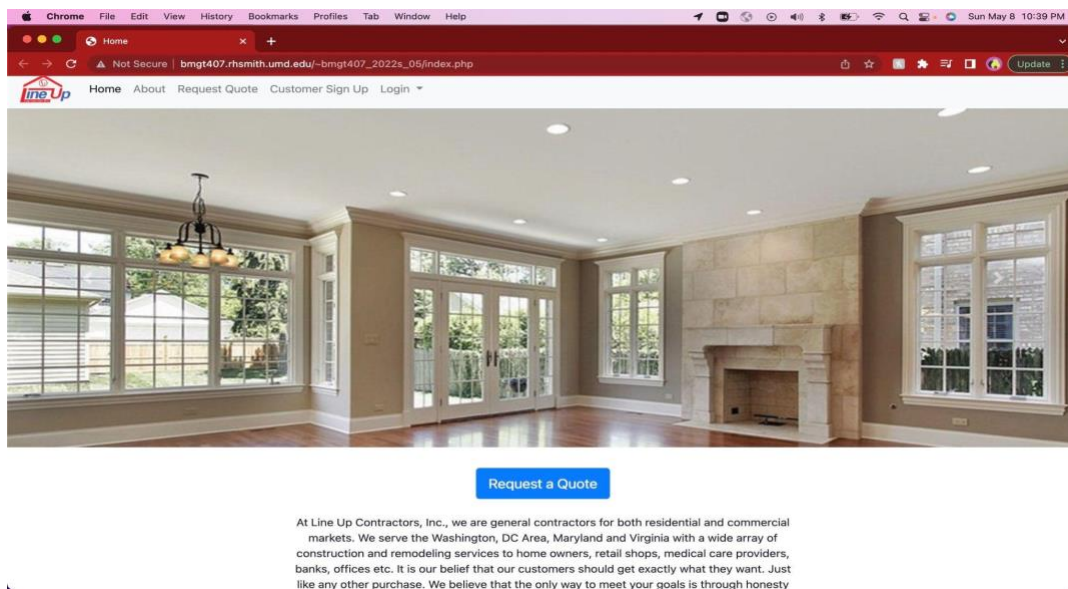 Chrome File Edit View History Bookmarks Profiles Tab Window Help Sun May 8 10:39 PM
Home
Not Secure | bmgt407.rhsmith.umd.edu/~bmgt407_2022s_05/index.php Update
Line Up Home About Request Quote Customer Sign Up Login
Request a Quote
At Line Up Contractors, Inc., we are general contractors for both residential and commercial
markets. We serve the Washington, DC Area, Maryland and Virginia with a wide array of
construction and remodeling services to home owners, retail shops, medical care providers,
banks, offices etc. It is our belief that our customers should get exactly what they want. Just
like any other purchase. We believe that the only way to meet your goals is through honesty